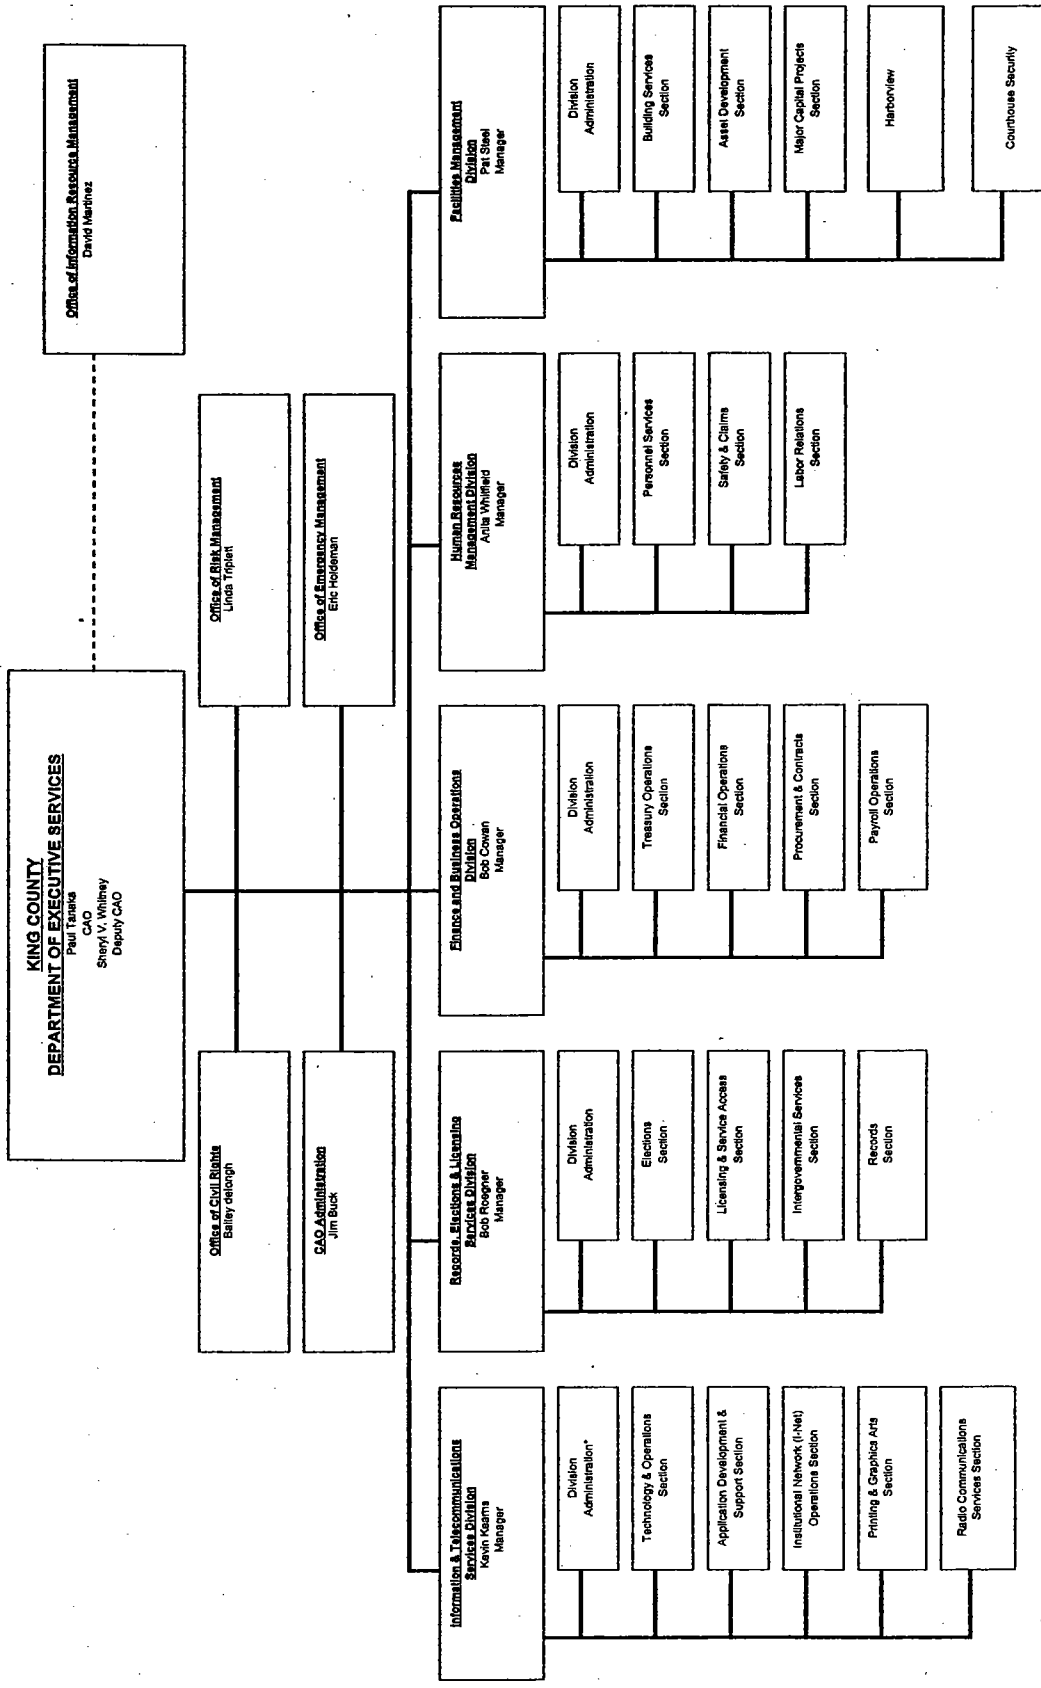 KING COUNTY
DEPARTMENT OF EXECUTIVE SERVICES
Paul Tanaka
CAO
Sheryl V. Whitney
Deputy CAO
Office of Information Resource Management
David Martinez
Office of Civil Rights
Bailey delongh
Office of Risk Management
Linda Triplett
CAO Administration
Jim Buck
Office of Emergency Management
Eric Holdeman
Information & Telecommunications
Services Division
Kevin Kearns
Manager
Division
Administration*
Technology & Operations
Section
Application Development &
Support Section
Institutional Network (I-Net)
Operations Section
Printing & Graphics Arts
Section
Radio Communications
Services Section
Records, Elections & Licensing
Services Division
Bob Roegner
Manager
Division
Administration
Elections
Section
Licensing & Service Access
Section
Intergovernmental Services
Section
Records
Section
Finance and Business Operations
Division
Bob Cowan
Manager
Division
Administration
Treasury Operations
Section
Financial Operations
Section
Procurement & Contracts
Section
Payroll Operations
Section
Human Resources
Management Division
Anita Whitfield
Manager
Division
Administration
Personnel Services
Section
Safety & Claims
Section
Labor Relations
Section
Facilities Management
Division
Pat Steel
Manager
Division
Administration
Building Services
Section
Asset Development
Section
Major Capital Projects
Section
Harborview
Courthouse Security